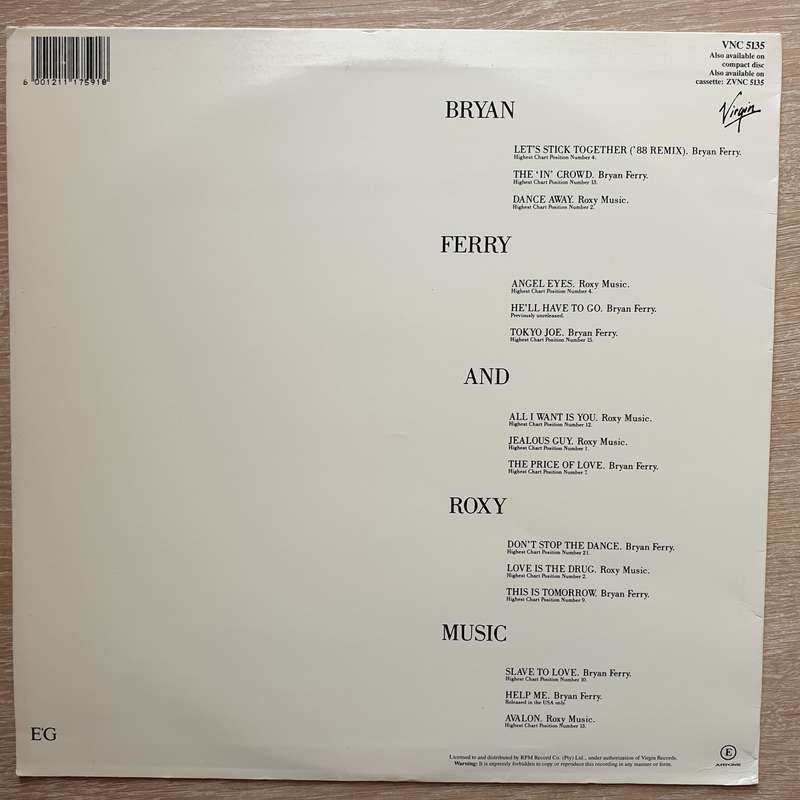 6 001211 175918
VNC 5135
Also available on
compact disc
Also available on
cassette: ZVNC 5135
Virgin
BRYAN
LET'S STICK TOGETHER ('88 REMIX). Bryan Ferry.
Highest Chart Position Number 4.
THE 'IN' CROWD. Bryan Ferry.
Highest Chart Position Number 13.
DANCE AWAY. Roxy Music.
Highest Chart Position Number 2.
FERRY
ANGEL EYES. Roxy Music.
Highest Chart Position Number 4.
HE'LL HAVE TO GO. Bryan Ferry.
Previously unreleased.
TOKYO JOE. Bryan Ferry.
Highest Chart Position Number 15.
AND
ALL I WANT IS YOU. Roxy Music.
Highest Chart Position Number 12.
JEALOUS GUY. Roxy Music.
Highest Chart Position Number 1.
THE PRICE OF LOVE. Bryan Ferry.
Highest Chart Position Number 7.
ROXY
DON'T STOP THE DANCE. Bryan Ferry.
Highest Chart Position Number 21.
LOVE IS THE DRUG. Roxy Music.
Highest Chart Position Number 2.
THIS IS TOMORROW. Bryan Ferry.
Highest Chart Position Number 9.
MUSIC
SLAVE TO LOVE. Bryan Ferry.
Highest Chart Position Number 10.
HELP ME. Bryan Ferry.
Released in the USA only.
AVALON. Roxy Music.
Highest Chart Position Number 13.
E'G
Licensed to and distributed by RPM Record Co. (Pty) Ltd., under authorization of Virgin Records.
Warning: It is expressly forbidden to copy or reproduce this recording in any manner or form.
E
ARTONE